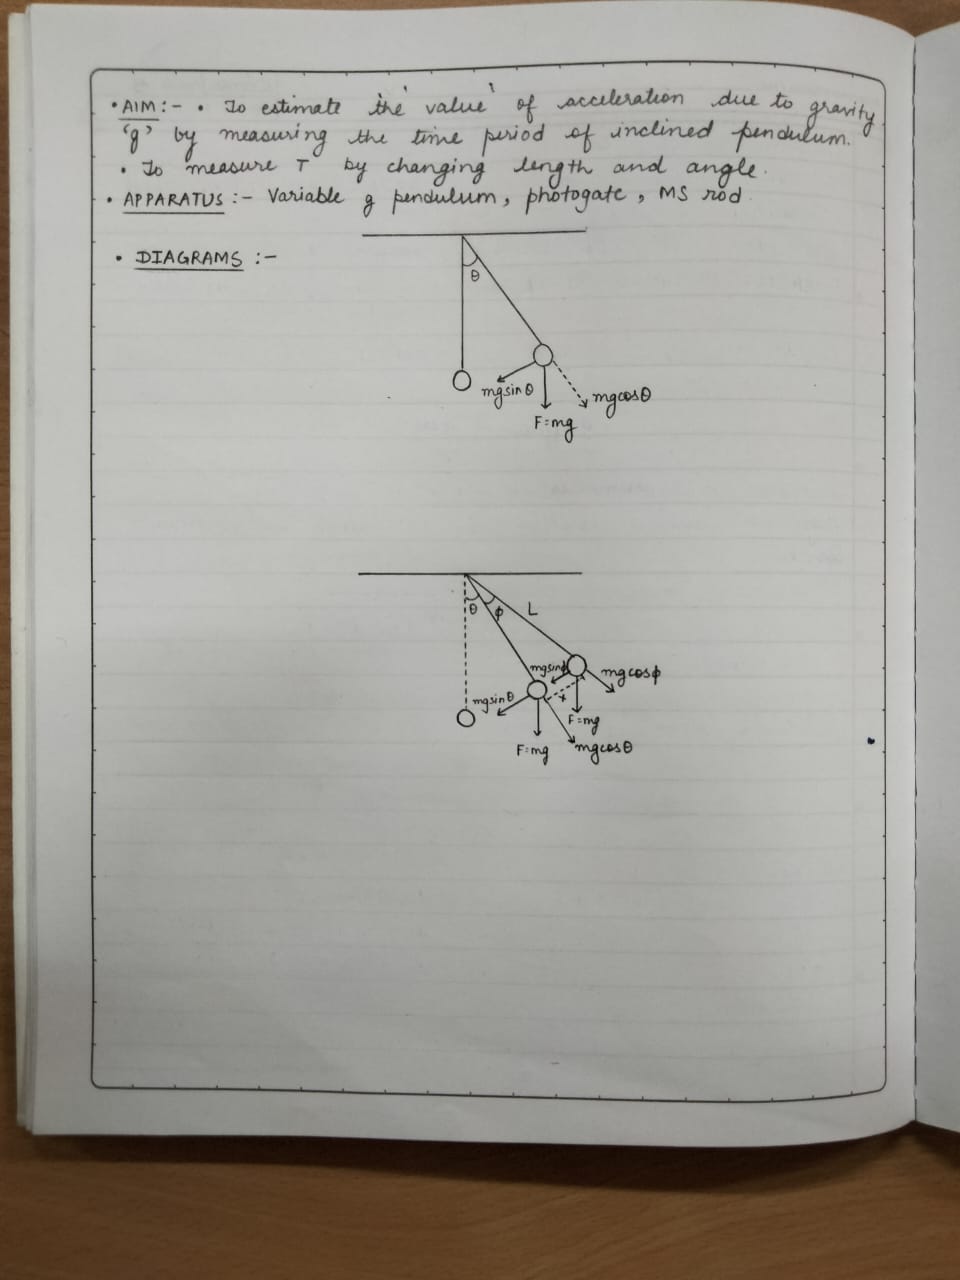 • AIM :- • To estimate the value of acceleration due to gravity
'g' by measuring the time period of inclined pendulum.
• To measure T by changing length and angle.
• APPARATUS :- Variable g pendulum, photogate, MS rod
• DIAGRAMS :-
θ
mgsinθ
mgcosθ
F=mg
θ
φ
L
mgsinφ
mgcosφ
mgsinθ
x
F=mg
F=mg
mgcosθ